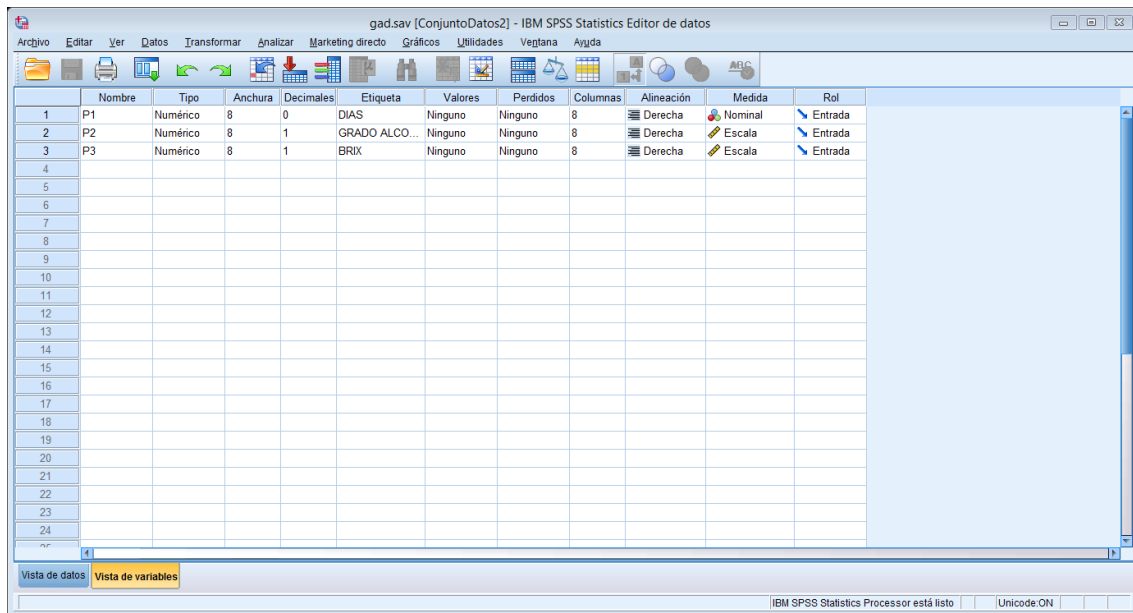 gad.sav [ConjuntoDatos2] - IBM SPSS Statistics Editor de datos
Archivo Editar Ver Datos Transformar Analizar Marketing directo Gráficos Utilidades Ventana Ayuda
Nombre Tipo Anchura Decimales Etiqueta Valores Perdidos Columnas Alineación Medida Rol
1 P1 Numérico 8 0 DIAS Ninguno Ninguno 8 Derecha Nominal Entrada
2 P2 Numérico 8 1 GRADO ALCO... Ninguno Ninguno 8 Derecha Escala Entrada
3 P3 Numérico 8 1 BRIX Ninguno Ninguno 8 Derecha Escala Entrada
4
5
6
7
8
9
10
11
12
13
14
15
16
17
18
19
20
21
22
23
24
Vista de datos Vista de variables
IBM SPSS Statistics Processor está listo Unicode:ON